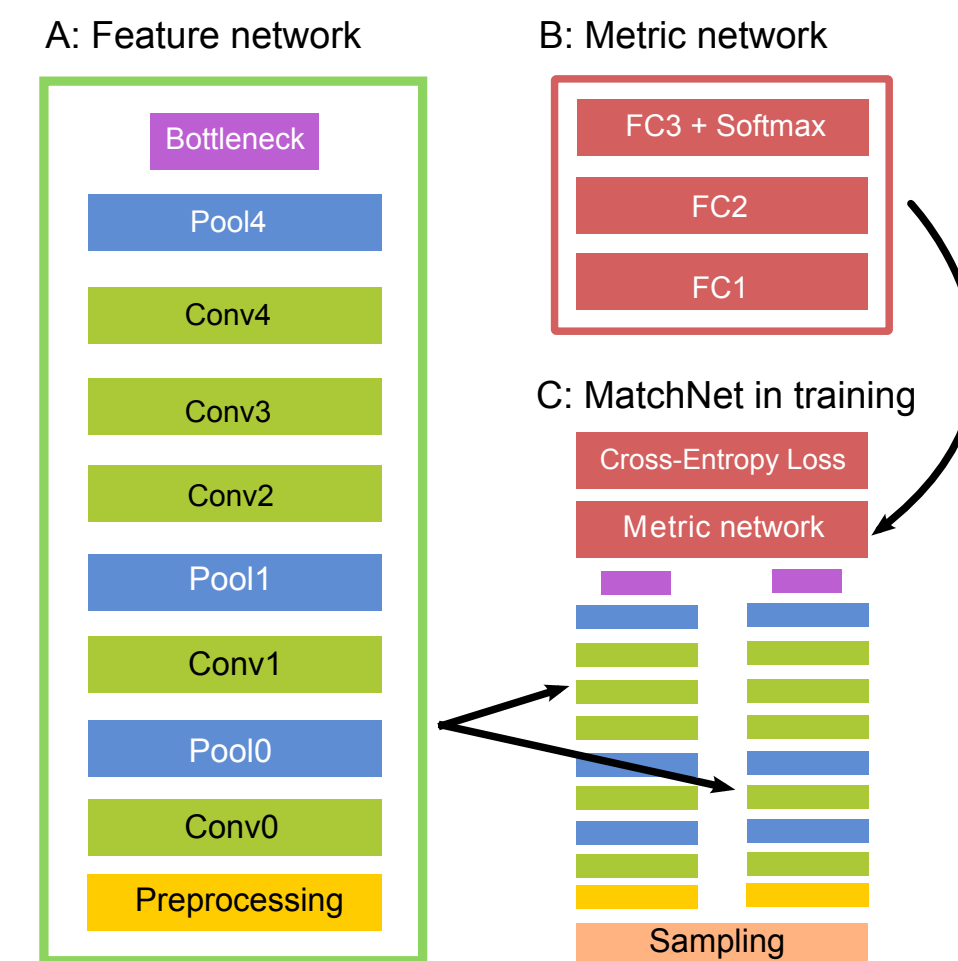 A: Feature network
Bottleneck
Pool4
Conv4
Conv3
Conv2
Pool1
Conv1
Pool0
Conv0
Preprocessing
B: Metric network
FC3 + Softmax
FC2
FC1
C: MatchNet in training
Cross-Entropy Loss
Metric network
Sampling